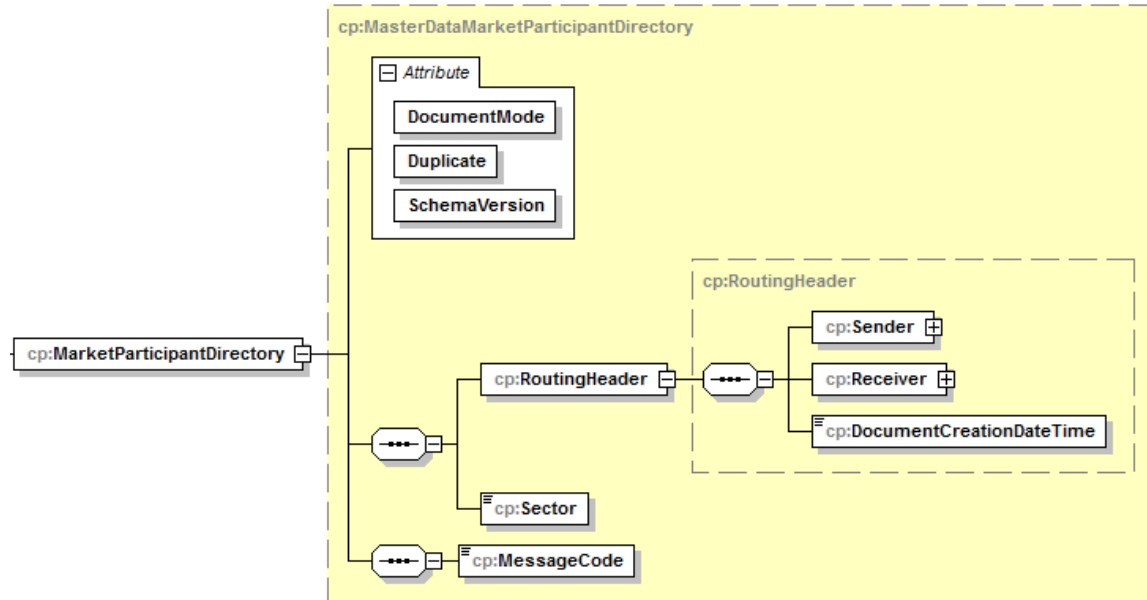 cp:MasterDataMarketParticipantDirectory
Attribute
DocumentMode
Duplicate
SchemaVersion
cp:RoutingHeader
cp:Sender
cp:MarketParticipantDirectory
cp:RoutingHeader
cp:Receiver
cp:DocumentCreationDateTime
cp:Sector
cp:MessageCode